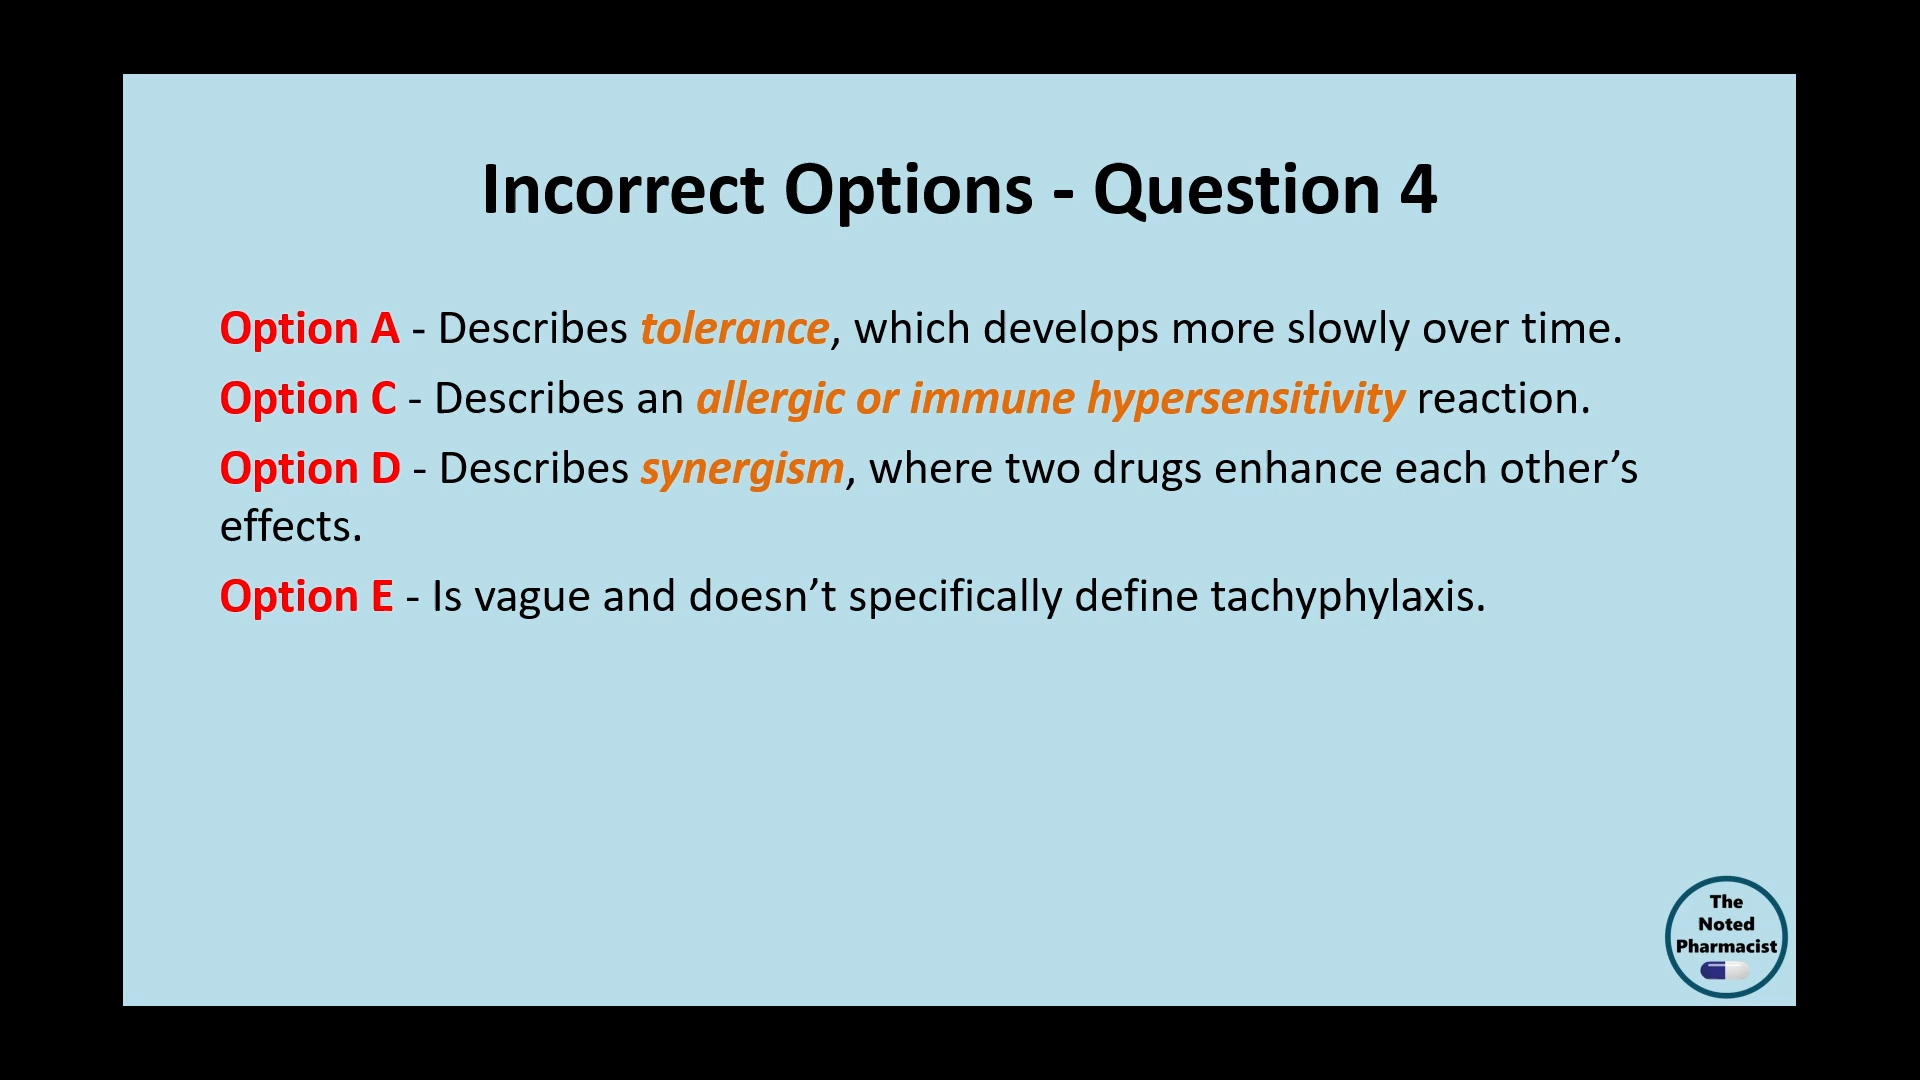 Incorrect Options - Question 4
Option A - Describes tolerance, which develops more slowly over time.
Option C - Describes an allergic or immune hypersensitivity reaction.
Option D - Describes synergism, where two drugs enhance each other’s
effects.
Option E - Is vague and doesn’t specifically define tachyphylaxis.
The
Noted
Pharmacist